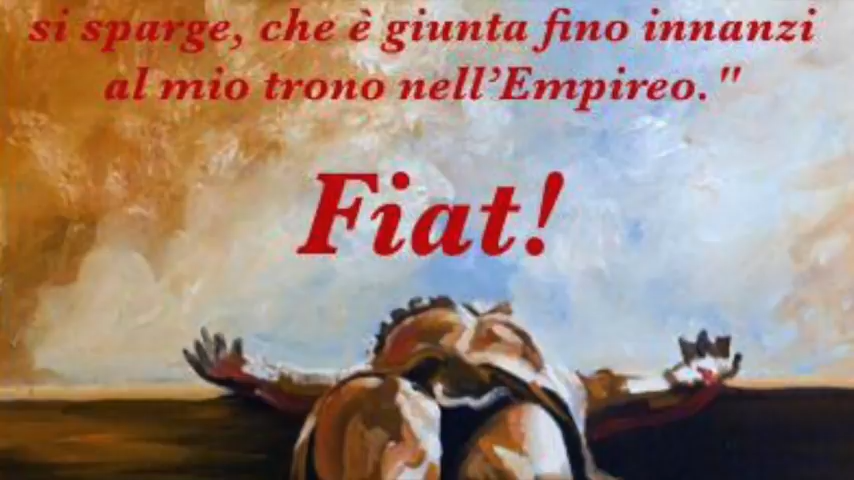 si sparge, che è giunta fino innanzi
al mio trono nell’Empireo."
Fiat!